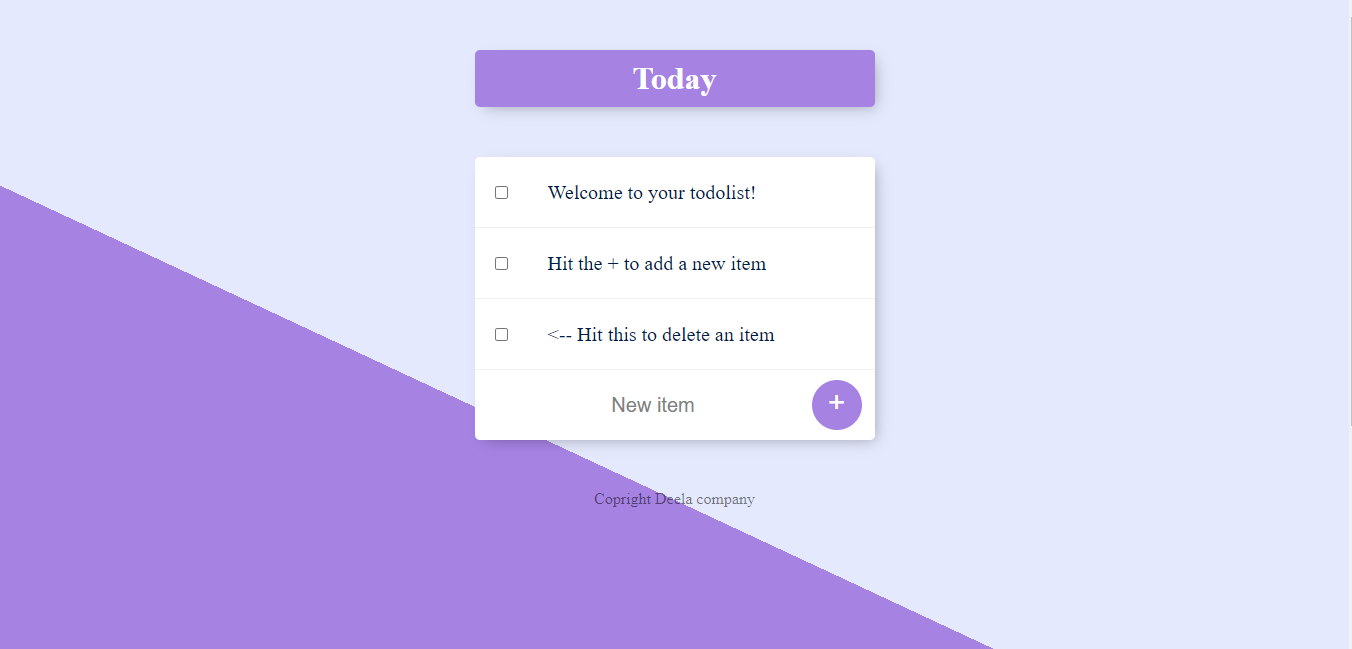 Today
Welcome to your todolist!
Hit the + to add a new item
<-- Hit this to delete an item
New item
+
Copright Deela company